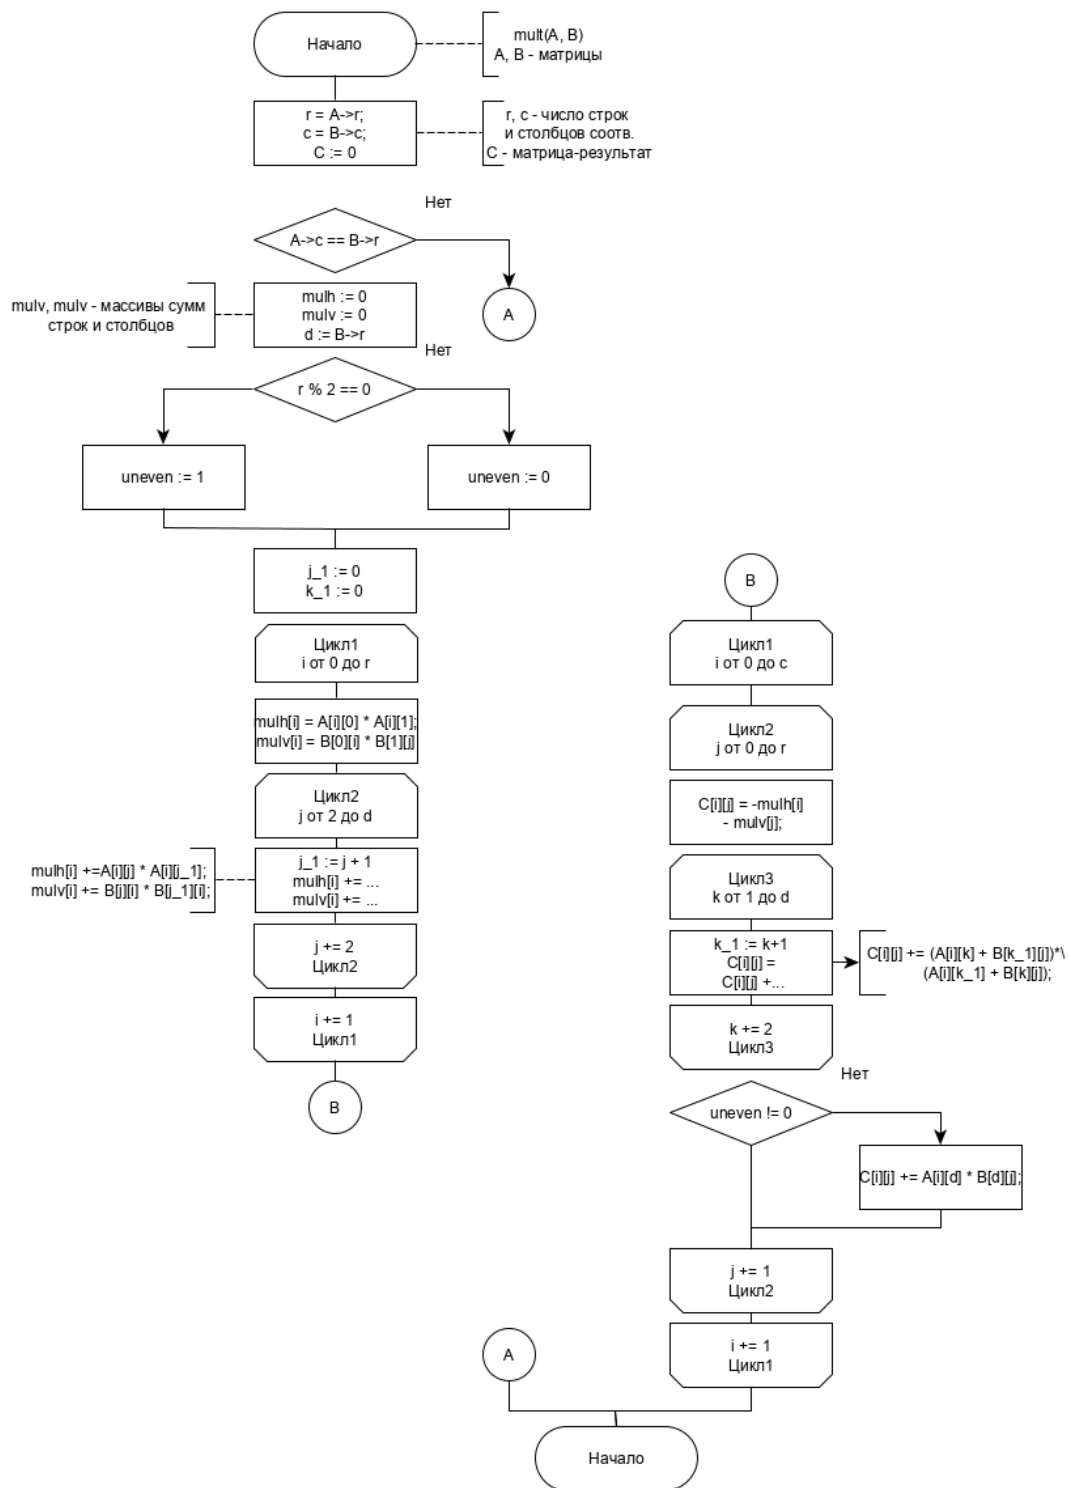 Начало
mult(A, B)
A, B - матрицы
r = A->r;
c = B->c;
C := 0
r, c - число строк
и столбцов соотв.
C - матрица-результат
Нет
A->c == B->r
A
mulv, mulv - массивы сумм
строк и столбцов
mulh := 0
mulv := 0
d := B->r
Нет
r % 2 == 0
uneven := 1
uneven := 0
j_1 := 0
k_1 := 0
Цикл1
i от 0 до r
mulh[i] = A[i][0] * A[i][1];
mulv[i] = B[0][i] * B[1][j]
Цикл2
j от 2 до d
mulh[i] +=A[i][j] * A[i][j_1];
mulv[i] += B[j][i] * B[j_1][i];
j_1 := j + 1
mulh[i] += ...
mulv[i] += ...
j += 2
Цикл2
i += 1
Цикл1
B
B
Цикл1
i от 0 до c
Цикл2
j от 0 до r
C[i][j] = -mulh[i]
- mulv[j];
Цикл3
k от 1 до d
k_1 := k+1
C[i][j] =
C[i][j] +...
C[i][j] += (A[i][k] + B[k_1][j])*\
(A[i][k_1] + B[k][j]);
k += 2
Цикл3
Нет
uneven != 0
C[i][j] += A[i][d] * B[d][j];
j += 1
Цикл2
i += 1
Цикл1
A
Начало